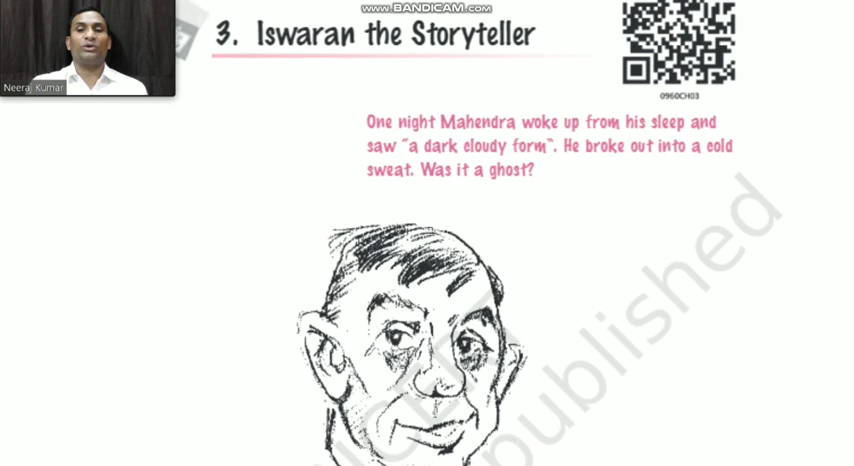 www.BANDICAM.com
3. Iswaran the Storyteller
Neeraj Kumar
0960CH03
One night Mahendra woke up from his sleep and
saw "a dark cloudy form". He broke out into a cold
sweat. Was it a ghost?
NCERT
published